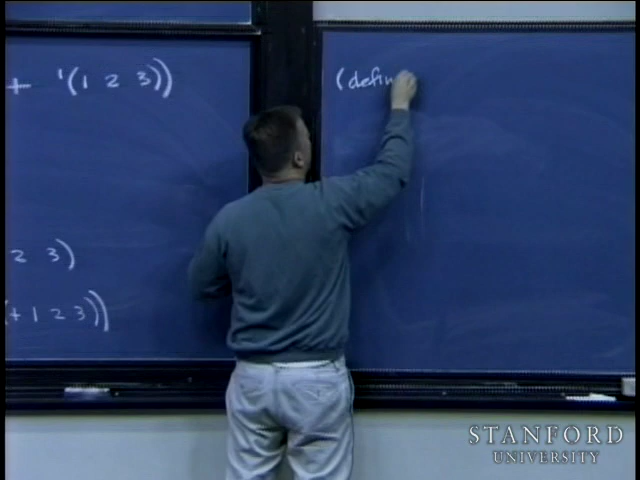 + '(1 2 3))
2 3)
(+ 1 2 3))
(defin
STANFORD
UNIVERSITY